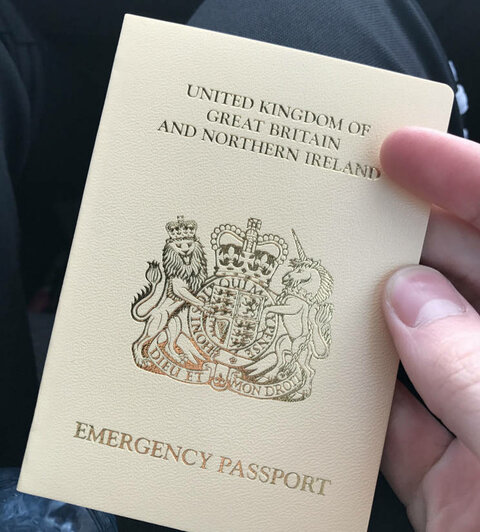 UNITED KINGDOM OF
GREAT BRITAIN
AND NORTHERN IRELAND
DIEU ET MON DROIT
EMERGENCY PASSPORT